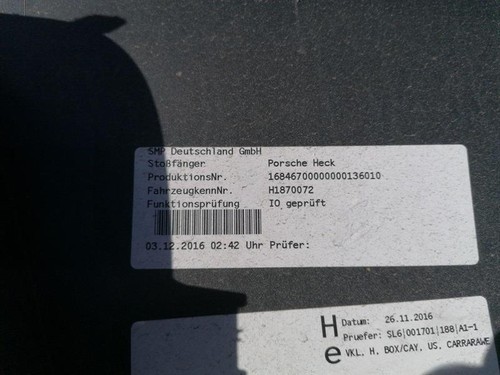 SMP Deutschland GmbH
Stoßfänger Porsche Heck
ProduktionsNr. 16846700000000136010
FahrzeugkennNr. H1870072
Funktionsprüfung IO geprüft
03.12.2016 02:42 Uhr Prüfer:
H Datum: 26.11.2016
Pruefer: SL6|001701|188|A1-1
e VKL. H. BOX/CAY. US. CARRARAWE